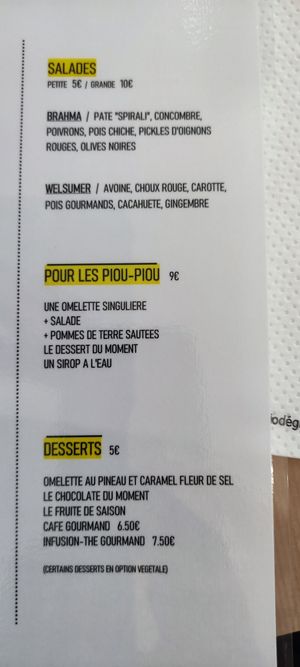 SALADES
PETITE 5€ / GRANDE 10€
BRAHMA / PATE "SPIRALI", CONCOMBRE,
POIVRONS, POIS CHICHE, PICKLES D'OIGNONS
ROUGES, OLIVES NOIRES
WELSUMER / AVOINE, CHOUX ROUGE, CAROTTE,
POIS GOURMANDS, CACAHUETE, GINGEMBRE
POUR LES PIOU-PIOU 9€
UNE OMELETTE SINGULIERE
+ SALADE
+ POMMES DE TERRE SAUTEES
LE DESSERT DU MOMENT
UN SIROP A L'EAU
DESSERTS 5€
OMELETTE AU PINEAU ET CARAMEL FLEUR DE SEL
LE CHOCOLATE DU MOMENT
LE FRUITE DE SAISON
CAFE GOURMAND 6.50€
INFUSION-THE GOURMAND 7.50€
(CERTAINS DESSERTS EN OPTION VEGETALE)